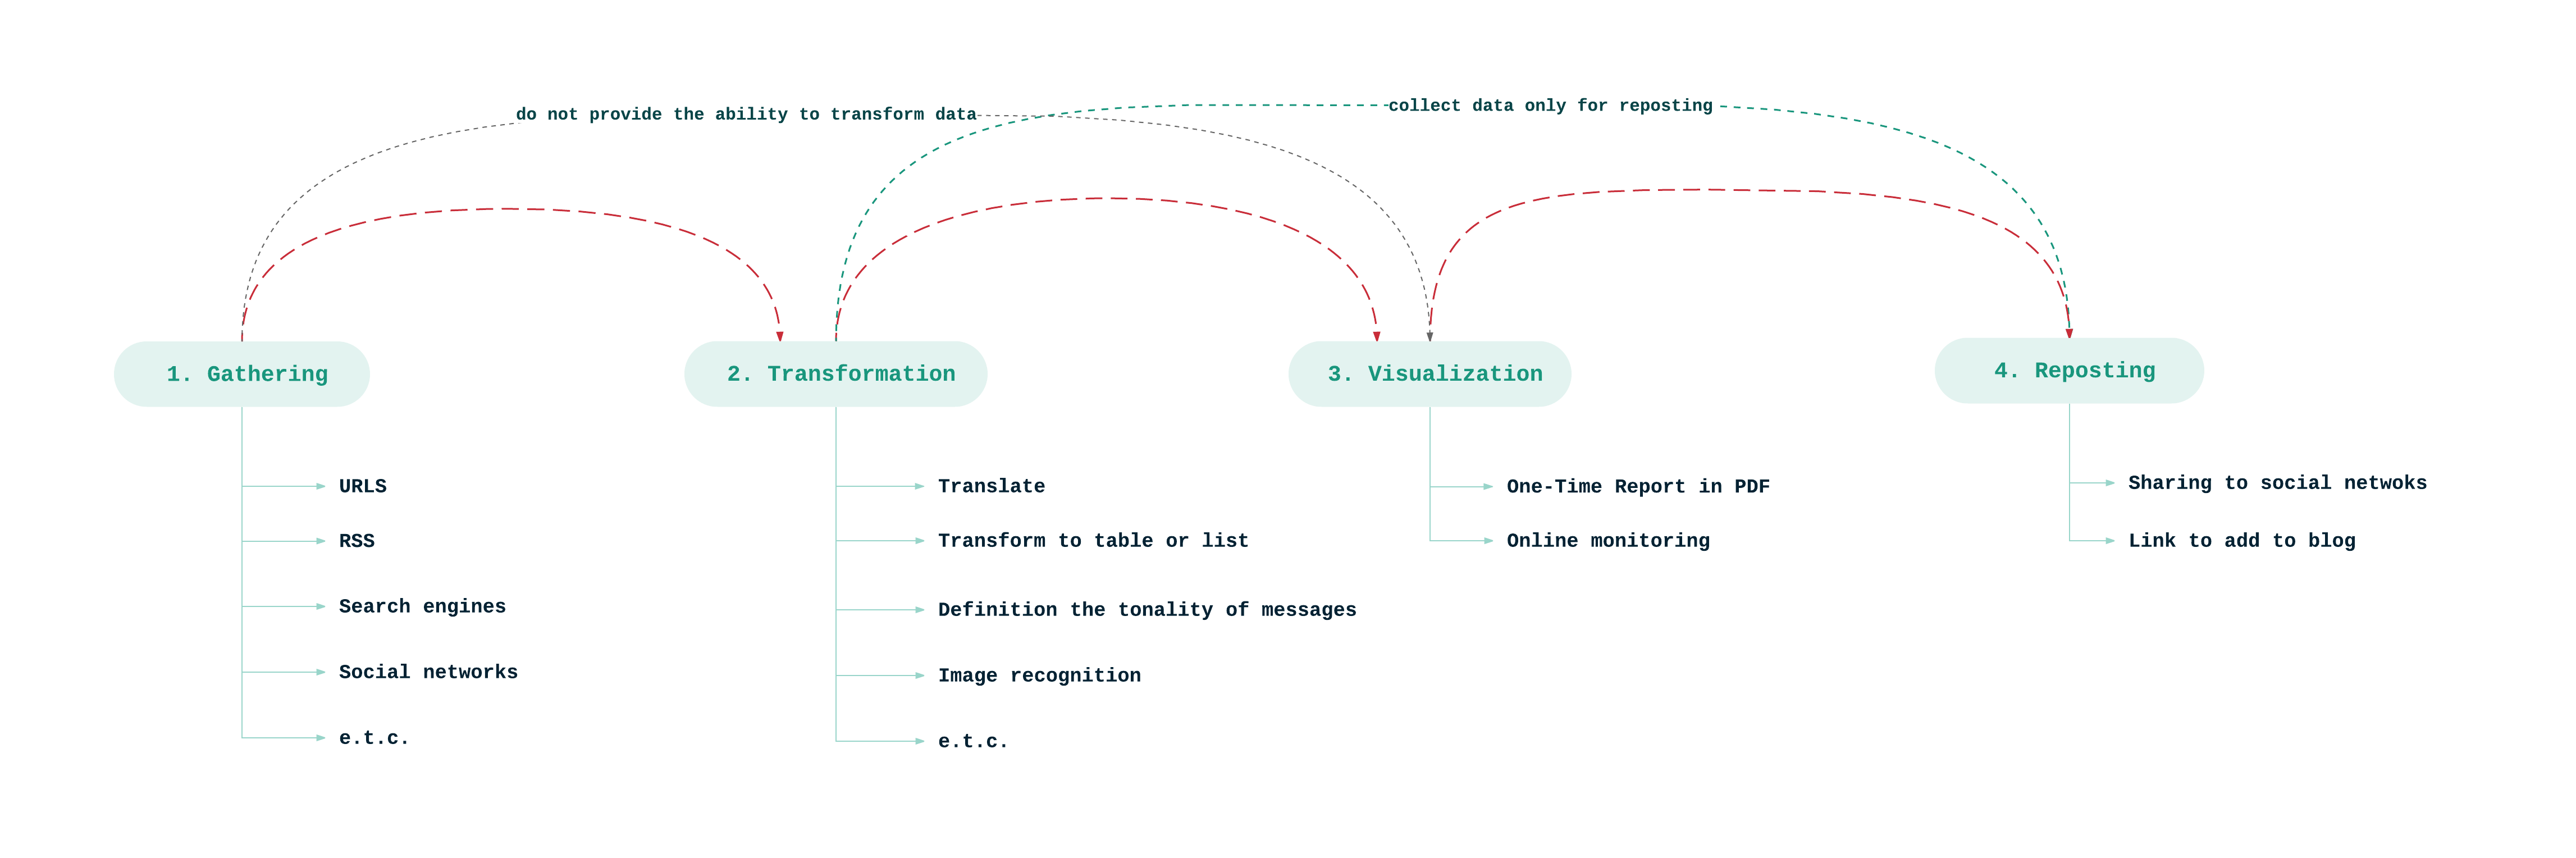 do not provide the ability to transform data
collect data only for reposting
1. Gathering
URLS
RSS
Search engines
Social networks
e.t.c.
2. Transformation
Translate
Transform to table or list
Definition the tonality of messages
Image recognition
e.t.c.
3. Visualization
One-Time Report in PDF
Online monitoring
4. Reposting
Sharing to social netwoks
Link to add to blog